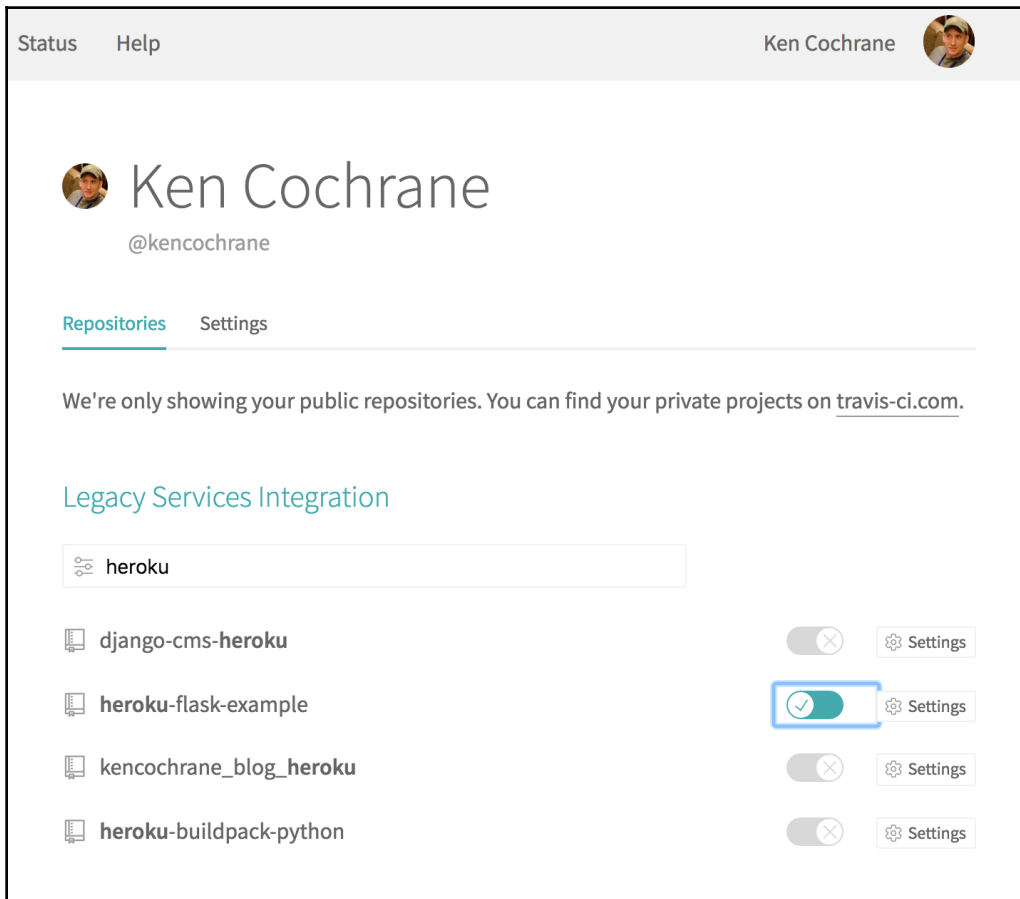 Status Help Ken Cochrane
Ken Cochrane
@kencochrane
Repositories Settings
We're only showing your public repositories. You can find your private projects on travis-ci.com.
Legacy Services Integration
heroku
django-cms-heroku Settings
heroku-flask-example Settings
kencochrane_blog_heroku Settings
heroku-buildpack-python Settings